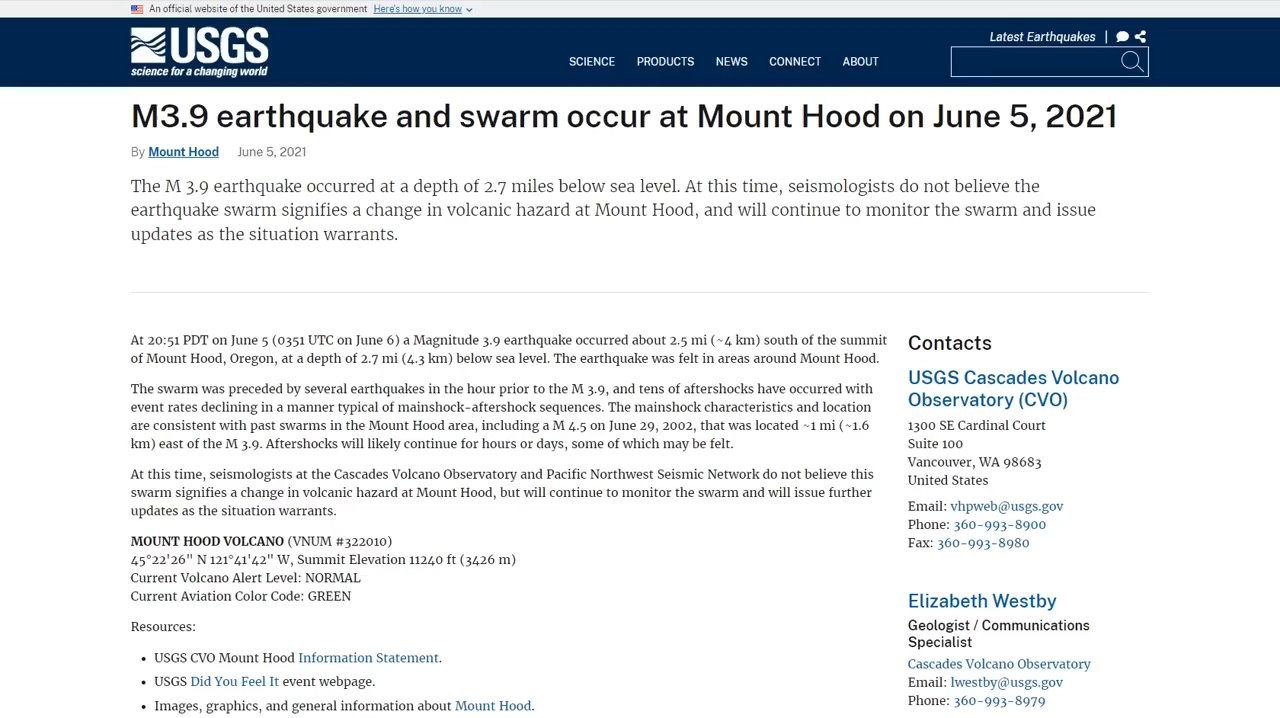 An official website of the United States government Here's how you know
USGS
science for a changing world
Latest Earthquakes |
SCIENCE PRODUCTS NEWS CONNECT ABOUT
M3.9 earthquake and swarm occur at Mount Hood on June 5, 2021
By Mount Hood June 5, 2021
The M 3.9 earthquake occurred at a depth of 2.7 miles below sea level. At this time, seismologists do not believe the
earthquake swarm signifies a change in volcanic hazard at Mount Hood, and will continue to monitor the swarm and issue
updates as the situation warrants.
At 20:51 PDT on June 5 (0351 UTC on June 6) a Magnitude 3.9 earthquake occurred about 2.5 mi (~4 km) south of the summit
of Mount Hood, Oregon, at a depth of 2.7 mi (4.3 km) below sea level. The earthquake was felt in areas around Mount Hood.
The swarm was preceded by several earthquakes in the hour prior to the M 3.9, and tens of aftershocks have occurred with
event rates declining in a manner typical of mainshock-aftershock sequences. The mainshock characteristics and location
are consistent with past swarms in the Mount Hood area, including a M 4.5 on June 29, 2002, that was located ~1 mi (~1.6
km) east of the M 3.9. Aftershocks will likely continue for hours or days, some of which may be felt.
At this time, seismologists at the Cascades Volcano Observatory and Pacific Northwest Seismic Network do not believe this
swarm signifies a change in volcanic hazard at Mount Hood, but will continue to monitor the swarm and will issue further
updates as the situation warrants.
MOUNT HOOD VOLCANO (VNUM #322010)
45°22'26" N 121°41'42" W, Summit Elevation 11240 ft (3426 m)
Current Volcano Alert Level: NORMAL
Current Aviation Color Code: GREEN
Resources:
• USGS CVO Mount Hood Information Statement.
• USGS Did You Feel It event webpage.
• Images, graphics, and general information about Mount Hood.
Contacts
USGS Cascades Volcano
Observatory (CVO)
1300 SE Cardinal Court
Suite 100
Vancouver, WA 98683
United States
Email: vhpweb@usgs.gov
Phone: 360-993-8900
Fax: 360-993-8980
Elizabeth Westby
Geologist / Communications
Specialist
Cascades Volcano Observatory
Email: lwestby@usgs.gov
Phone: 360-993-8979